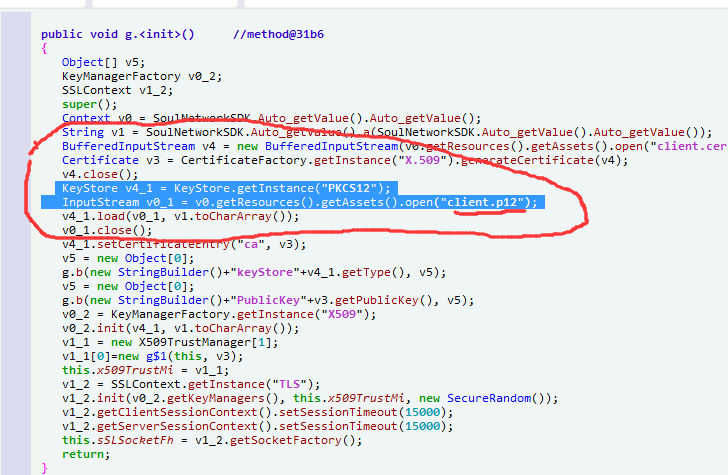 public void g.<init>() //method@31b6
{
Object[] v5;
KeyManagerFactory v0_2;
SSLContext v1_2;
super();
Context v0 = SoulNetworkSDK.Auto_getValue().Auto_getValue();
String v1 = SoulNetworkSDK.Auto_getValue().a(SoulNetworkSDK.Auto_getValue().Auto_getValue());
BufferedInputStream v4 = new BufferedInputStream(v0.getResources().getAssets().open("client.cer
Certificate v3 = CertificateFactory.getInstance("X.509").generateCertificate(v4);
v4.close();
KeyStore v4_1 = KeyStore.getInstance("PKCS12");
InputStream v0_1 = v0.getResources().getAssets().open("client.p12");
v4_1.load(v0_1, v1.toCharArray());
v0_1.close();
v4_1.setCertificateEntry("ca", v3);
v5 = new Object[0];
g.b(new StringBuilder()+"keyStore"+v4_1.getType(), v5);
v5 = new Object[0];
g.b(new StringBuilder()+"PublicKey"+v3.getPublicKey(), v5);
v0_2 = KeyManagerFactory.getInstance("X509");
v0_2.init(v4_1, v1.toCharArray());
v1_1 = new X509TrustManager[1];
v1_1[0]=new g$1(this, v3);
this.x509TrustMi = v1_1;
v1_2 = SSLContext.getInstance("TLS");
v1_2.init(v0_2.getKeyManagers(), this.x509TrustMi, new SecureRandom());
v1_2.getClientSessionContext().setSessionTimeout(15000);
v1_2.getServerSessionContext().setSessionTimeout(15000);
this.sSLSocketFh = v1_2.getSocketFactory();
return;
}